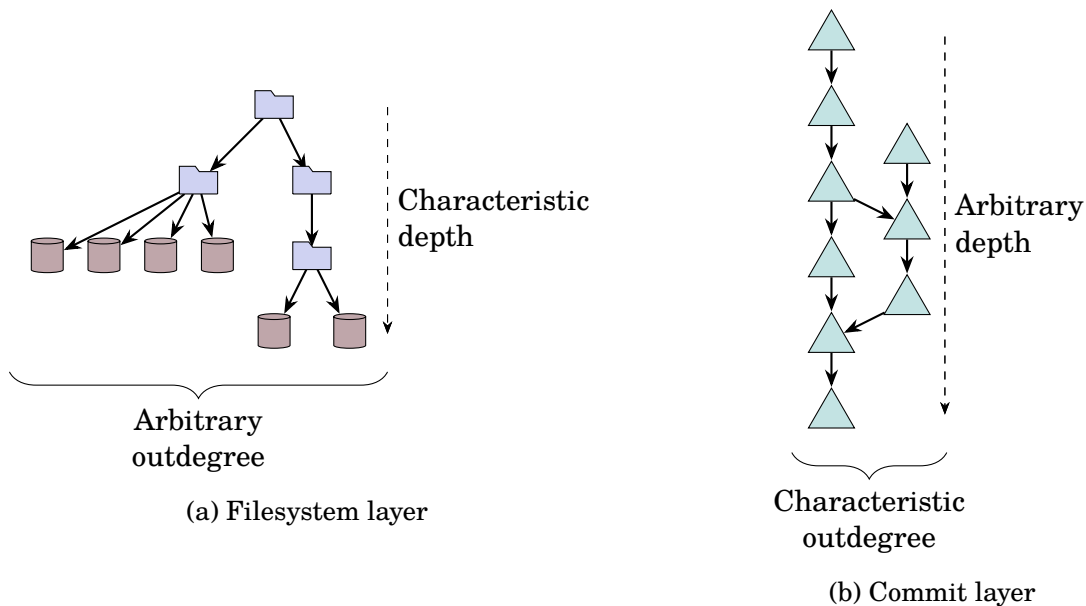 Characteristic
depth
Arbitrary
outdegree
(a) Filesystem layer
Arbitrary
depth
Characteristic
outdegree
(b) Commit layer